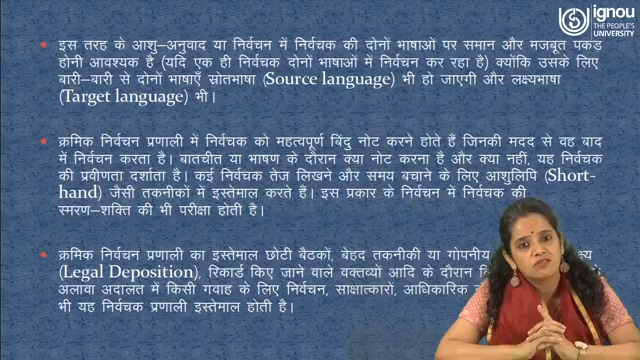 ignou
THE PEOPLE'S
UNIVERSITY
इस तरह के आशु–अनुवाद या निर्वचन में निर्वचक की दोनों भाषाओं पर समान और मजबूत पकड़
होनी आवश्यक है (यदि एक ही निर्वचक दोनों भाषाओं में निर्वचन कर रहा है) क्योंकि उसके लिए
बारी–बारी से दोनों भाषाएँ स्रोतभाषा (Source language) भी हो जाएगी और लक्ष्यभाषा
(Target language) भी।
क्रमिक निर्वचन प्रणाली में निर्वचक को महत्वपूर्ण बिंदु नोट करने होते हैं जिनकी मदद से वह बाद
में निर्वचन करता है। बातचीत या भाषण के दौरान क्या नोट करना है और क्या नहीं, यह निर्वचक
की प्रवीणता दर्शाता है। कई निर्वचक तेज लिखने और समय बचाने के लिए आशुलिपि (Short-
hand) जैसी तकनीकों में इस्तेमाल करते हैं। इस प्रकार के निर्वचन में निर्वचक की
स्मरण–शक्ति की भी परीक्षा होती है।
क्रमिक निर्वचन प्रणाली का इस्तेमाल छोटी बैठकों, बेहद तकनीकी या गोपनीय
(Legal Deposition), रिकार्ड किए जाने वाले वक्तव्यों आदि के दौरान
अलावा अदालत में किसी गवाह के लिए निर्वचन, साक्षात्कारों, आधिकारिक
भी यह निर्वचक प्रणाली इस्तेमाल होती है।